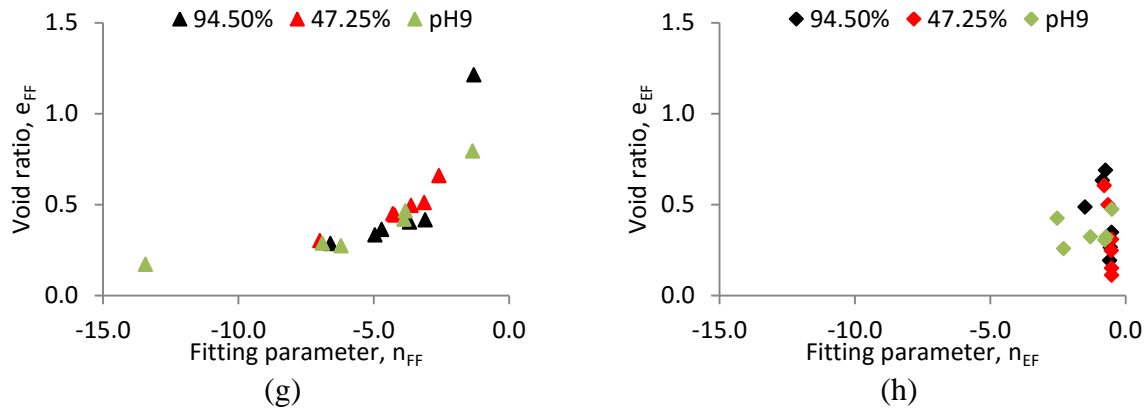 94.50% 47.25% pH9
1.5
1.0
0.5
0.0
Void ratio, eFF
-15.0 -10.0 -5.0 0.0
Fitting parameter, nFF
(g)
94.50% 47.25% pH9
1.5
1.0
0.5
0.0
Void ratio, eEF
-15.0 -10.0 -5.0 0.0
Fitting parameter, nEF
(h)